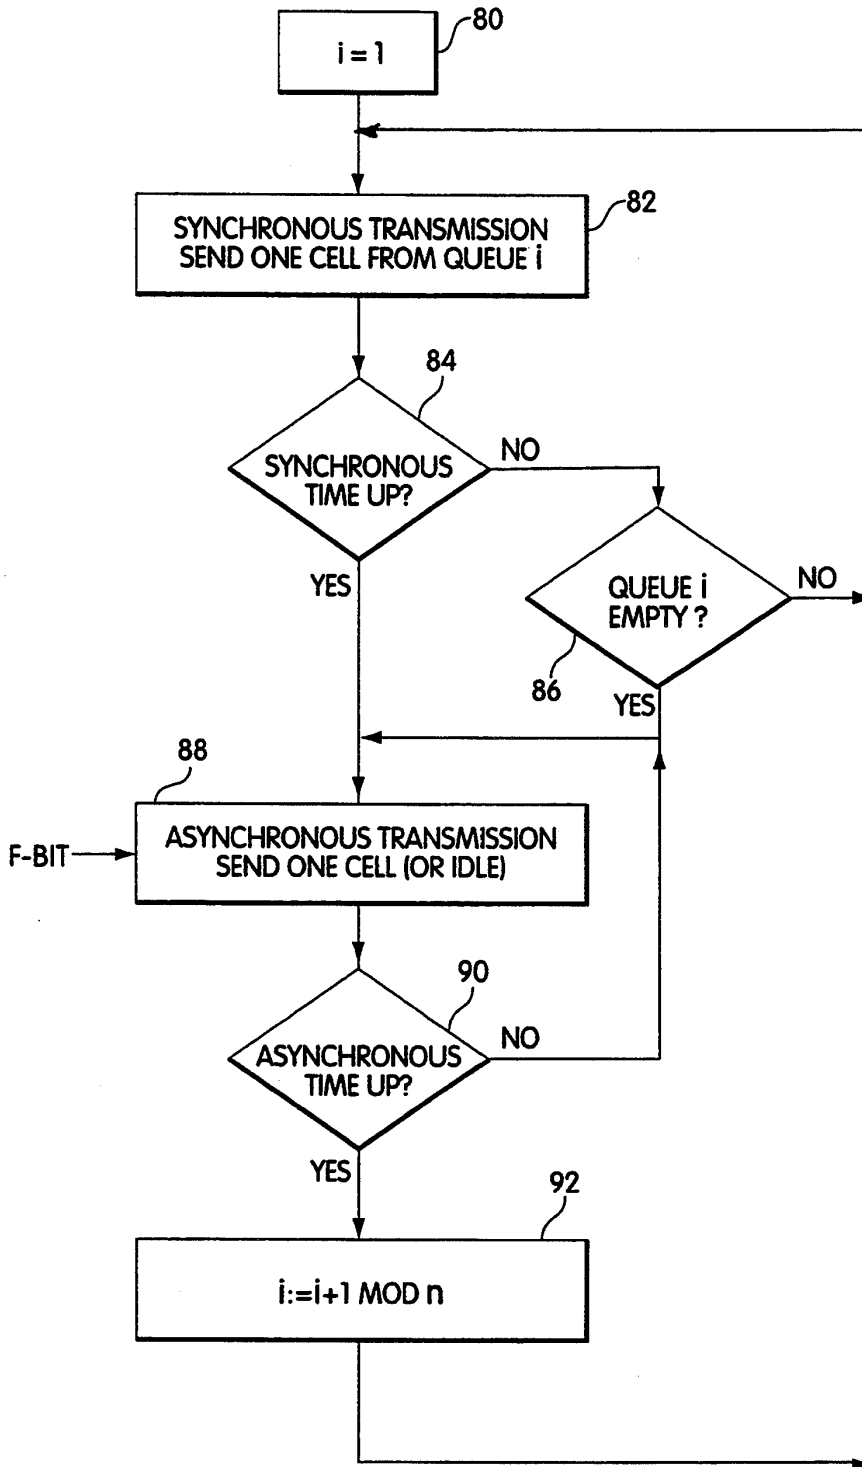 i = 1
80
SYNCHRONOUS TRANSMISSION
SEND ONE CELL FROM QUEUE i
82
84
SYNCHRONOUS
TIME UP?
NO
YES
QUEUE i
EMPTY ?
NO
86
YES
88
F-BIT
ASYNCHRONOUS TRANSMISSION
SEND ONE CELL (OR IDLE)
90
ASYNCHRONOUS
TIME UP?
NO
YES
92
i:=i+1 MOD n